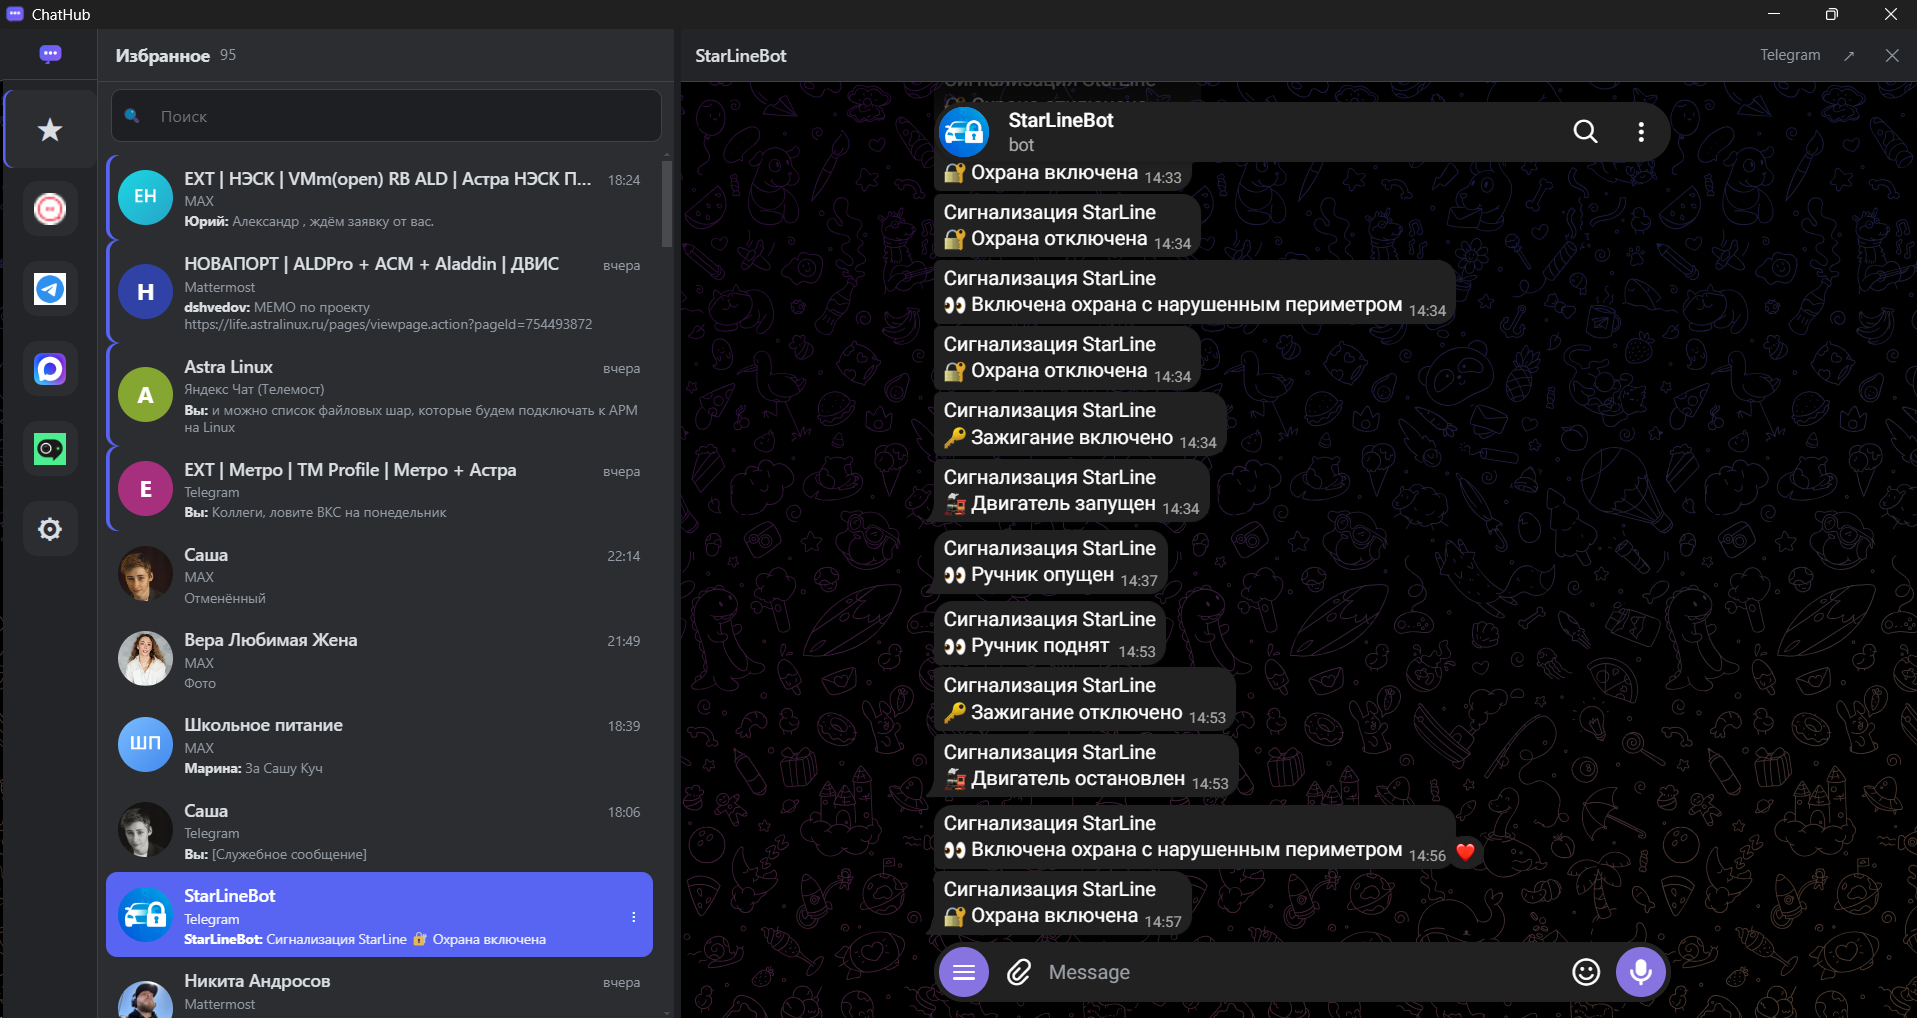 ChatHub
Избранное 95
Поиск
EXT | НЭСК | VMm(open) RB ALD | Астра НЭСК П... 18:24
EH
MAX
Юрий: Александр , ждём заявку от вас.
НОВАПОРТ | ALDPro + ACM + Aladdin | ДВИС вчера
Н
Mattermost
dshvedov: МЕМО по проекту
https://life.astralinux.ru/pages/viewpage.action?pageId=754493872
Astra Linux вчера
A
Яндекс Чат (Телемост)
Вы: и можно список файловых шар, которые будем подключать к АРМ
на Linux
EXT | Метро | TM Profile | Метро + Астра вчера
E
Telegram
Вы: Коллеги, ловите ВКС на понедельник
Саша 22:14
MAX
Отменённый
Вера Любимая Жена 21:49
MAX
Фото
Школьное питание 18:39
ШП
MAX
Марина: За Сашу Куч
Саша 18:06
Telegram
Вы: [Служебное сообщение]
StarLineBot
Telegram
StarLineBot: Сигнализация StarLine 🔐 Охрана включена
Никита Андросов вчера
Mattermost
StarLineBot Telegram
Сигнализация StarLine
StarLineBot
bot
🔐 Охрана включена 14:33
Сигнализация StarLine
🔐 Охрана отключена 14:34
Сигнализация StarLine
👀 Включена охрана с нарушенным периметром 14:34
Сигнализация StarLine
🔐 Охрана отключена 14:34
Сигнализация StarLine
🔑 Зажигание включено 14:34
Сигнализация StarLine
🚂 Двигатель запущен 14:34
Сигнализация StarLine
👀 Ручник опущен 14:37
Сигнализация StarLine
👀 Ручник поднят 14:53
Сигнализация StarLine
🔑 Зажигание отключено 14:53
Сигнализация StarLine
🚂 Двигатель остановлен 14:53
Сигнализация StarLine
👀 Включена охрана с нарушенным периметром 14:56 ❤️
Сигнализация StarLine
🔐 Охрана включена 14:57
Message